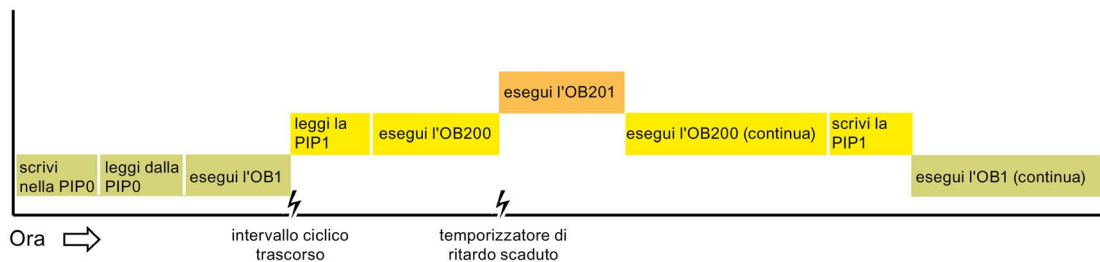 esegui l'OB201
leggi la
PIP1
esegui l'OB200
esegui l'OB200 (continua)
scrivi la
PIP1
scrivi
nella PIP0
leggi dalla
PIP0
esegui l'OB1
esegui l'OB1 (continua)
Ora
intervallo ciclico
trascorso
temporizzatore di
ritardo scaduto